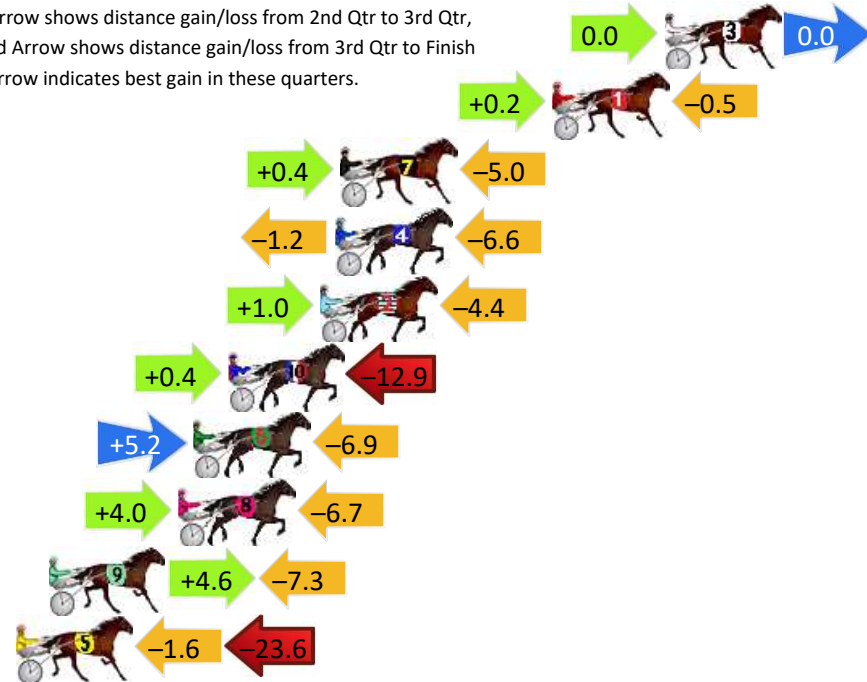 rrow shows distance gain/loss from 2nd Qtr to 3rd Qtr,
d Arrow shows distance gain/loss from 3rd Qtr to Finish
rrow indicates best gain in these quarters.
0.0 3 0.0
+0.2 1 –0.5
+0.4 7 –5.0
–1.2 4 –6.6
+1.0 2 –4.4
+0.4 10 –12.9
+5.2 6 –6.9
+4.0 8 –6.7
9 +4.6 –7.3
5 –1.6 –23.6